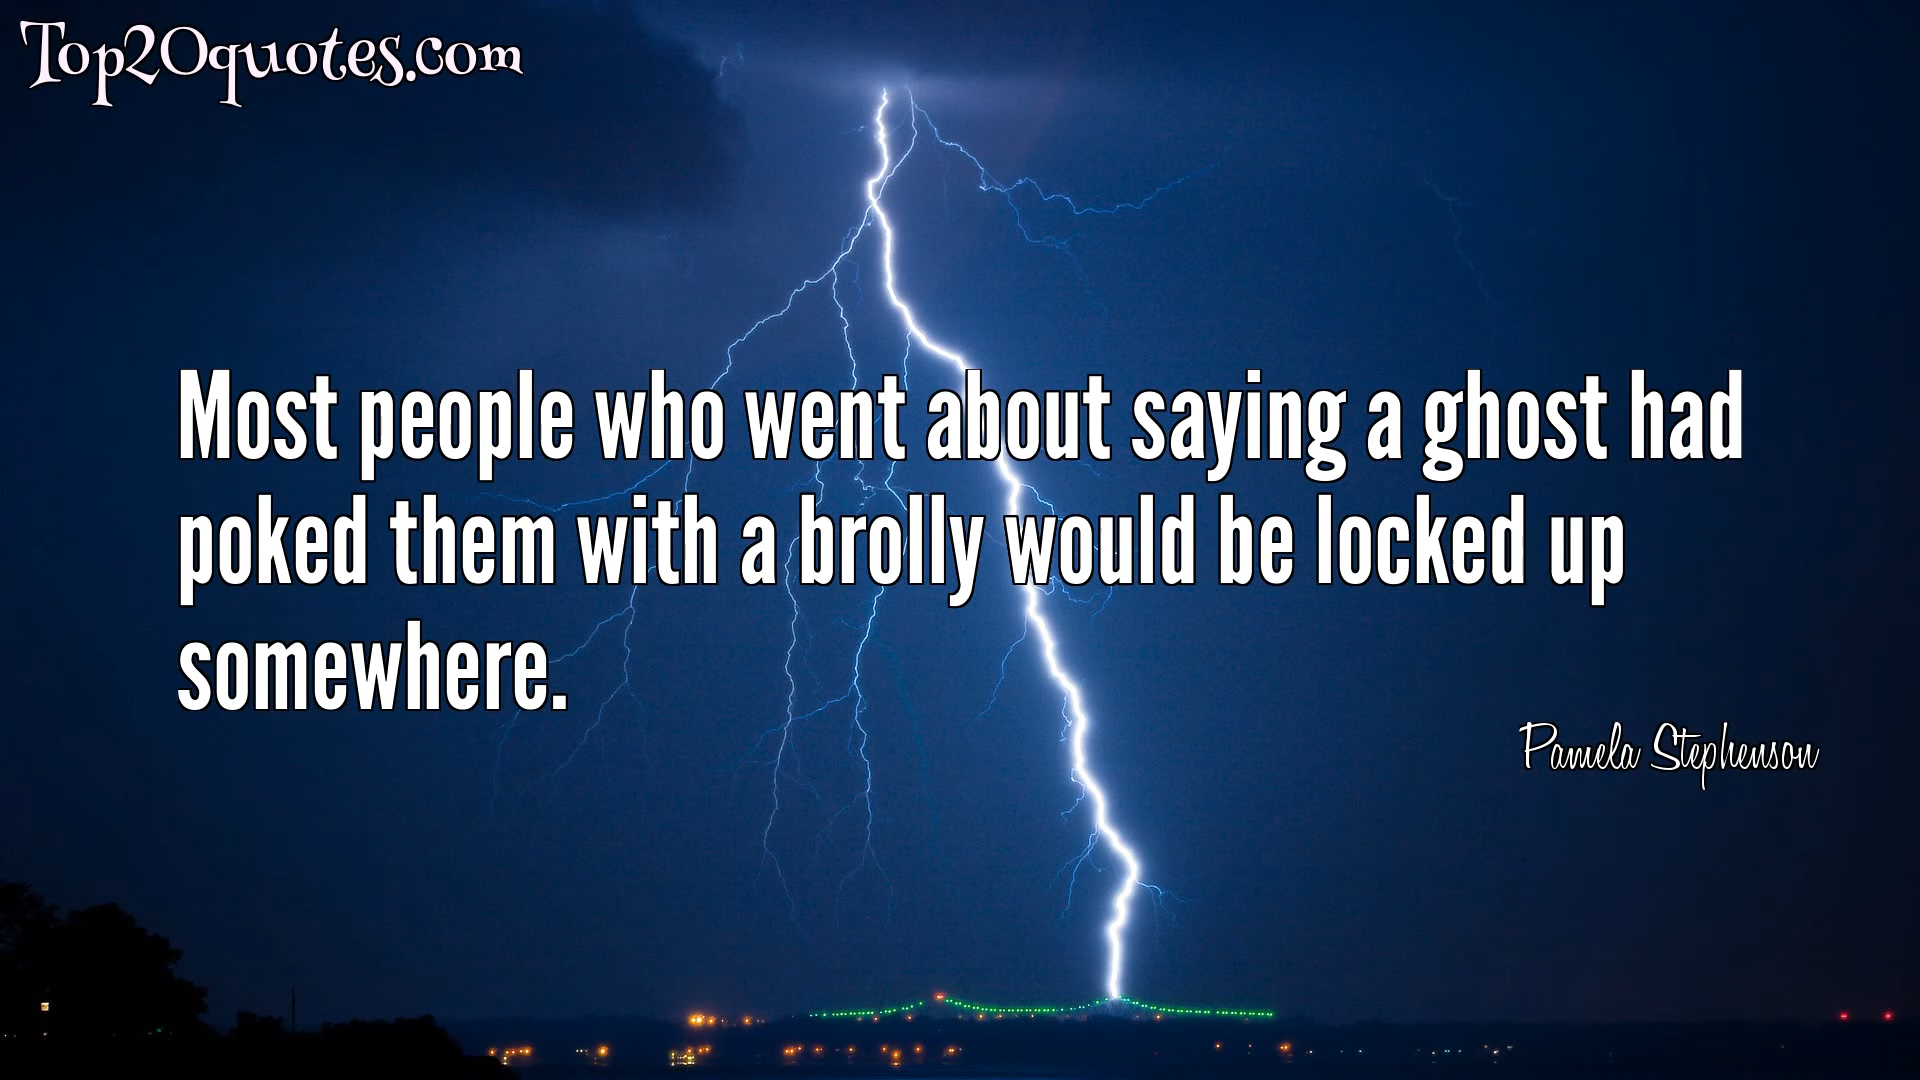 Top20quotes.com
Most people who went about saying a ghost had
poked them with a brolly would be locked up
somewhere.
Pamela Stephenson